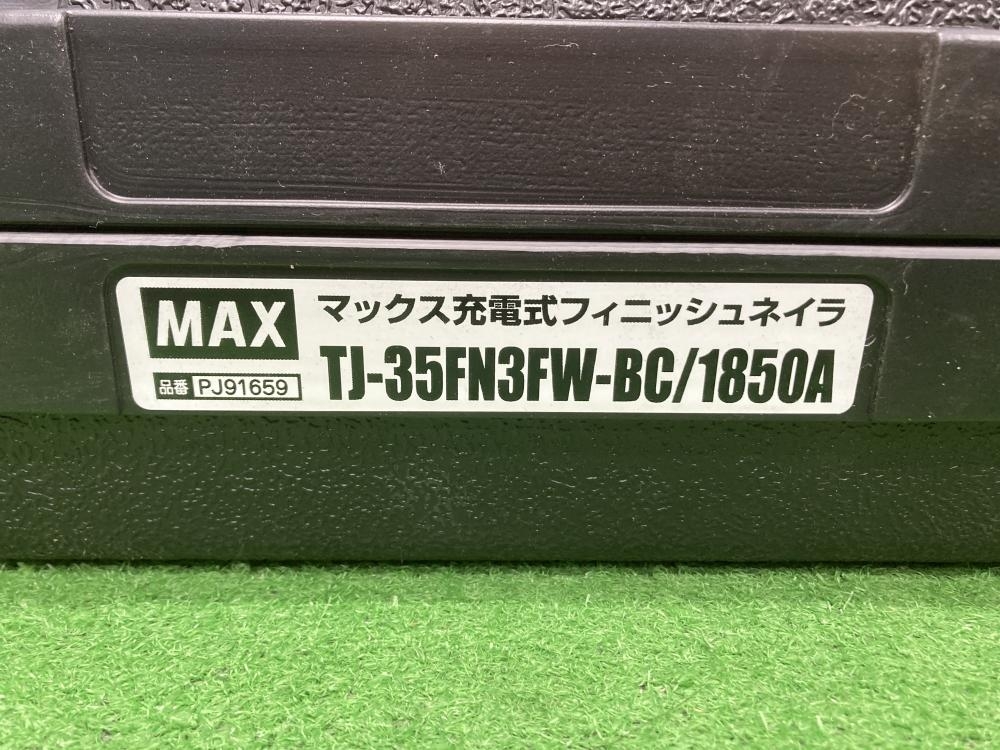 MAX
マックス充電式フィニッシュネイラ
品番 PJ91659
TJ-35FN3FW-BC/1850A